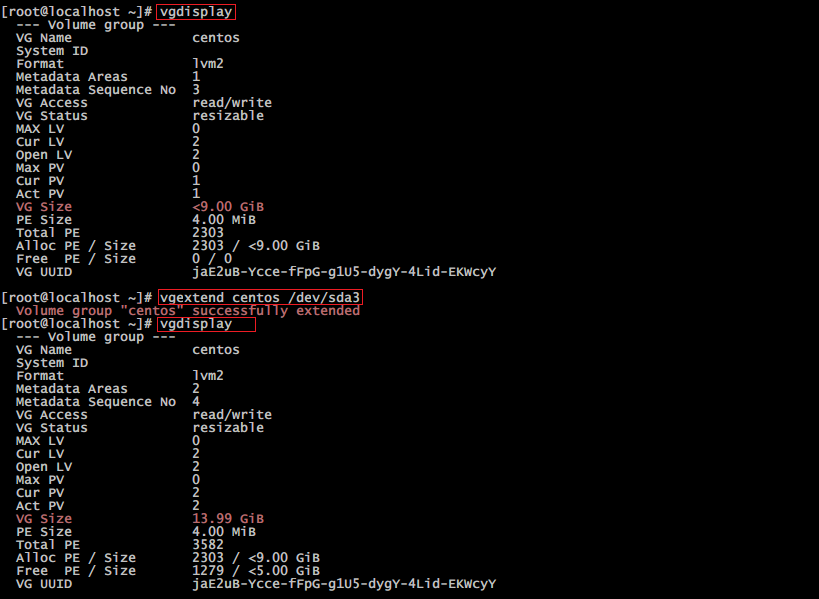 [root@localhost ~]# vgdisplay
  --- Volume group ---
  VG Name               centos
  System ID
  Format                lvm2
  Metadata Areas        1
  Metadata Sequence No  3
  VG Access             read/write
  VG Status             resizable
  MAX LV                0
  Cur LV                2
  Open LV               2
  Max PV                0
  Cur PV                1
  Act PV                1
  VG Size               <9.00 GiB
  PE Size               4.00 MiB
  Total PE              2303
  Alloc PE / Size       2303 / <9.00 GiB
  Free  PE / Size       0 / 0
  VG UUID               jaE2uB-Ycce-fFpG-g1U5-dygY-4Lid-EKWcyY
[root@localhost ~]# vgextend centos /dev/sda3
  Volume group "centos" successfully extended
[root@localhost ~]# vgdisplay
  --- Volume group ---
  VG Name               centos
  System ID
  Format                lvm2
  Metadata Areas        2
  Metadata Sequence No  4
  VG Access             read/write
  VG Status             resizable
  MAX LV                0
  Cur LV                2
  Open LV               2
  Max PV                0
  Cur PV                2
  Act PV                2
  VG Size               13.99 GiB
  PE Size               4.00 MiB
  Total PE              3582
  Alloc PE / Size       2303 / <9.00 GiB
  Free  PE / Size       1279 / <5.00 GiB
  VG UUID               jaE2uB-Ycce-fFpG-g1U5-dygY-4Lid-EKWcyY